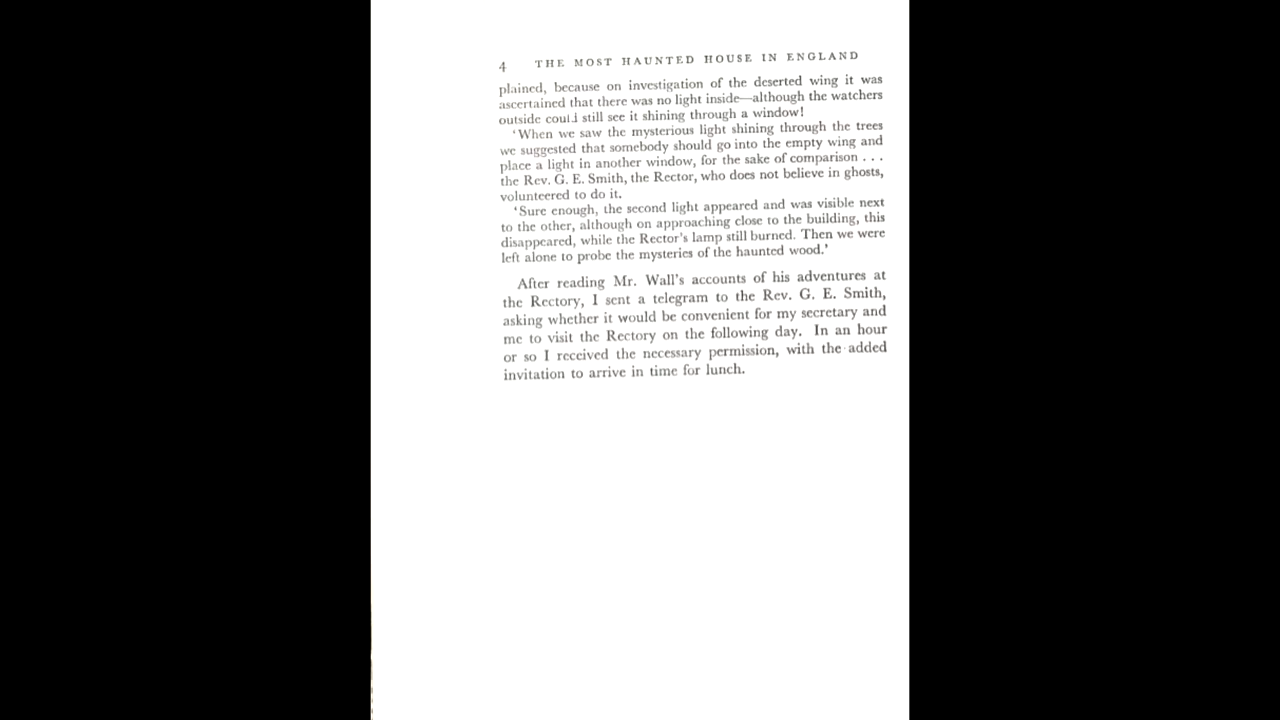 4 THE MOST HAUNTED HOUSE IN ENGLAND
plained, because on investigation of the deserted wing it was
ascertained that there was no light inside—although the watchers
outside could still see it shining through a window!
'When we saw the mysterious light shining through the trees
we suggested that somebody should go into the empty wing and
place a light in another window, for the sake of comparison . . .
the Rev. G. E. Smith, the Rector, who does not believe in ghosts,
volunteered to do it.
'Sure enough, the second light appeared and was visible next
to the other, although on approaching close to the building, this
disappeared, while the Rector's lamp still burned. Then we were
left alone to probe the mysteries of the haunted wood.'
After reading Mr. Wall's accounts of his adventures at
the Rectory, I sent a telegram to the Rev. G. E. Smith,
asking whether it would be convenient for my secretary and
me to visit the Rectory on the following day. In an hour
or so I received the necessary permission, with the added
invitation to arrive in time for lunch.